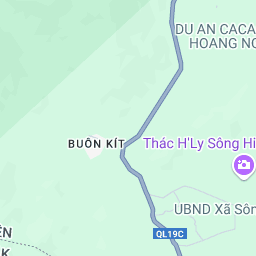 DU AN CACA
HOANG NG
BUÔN KÍT
Thác H'Ly Sông Hi
UBND Xã Sôn
QL19C
ÊN
K